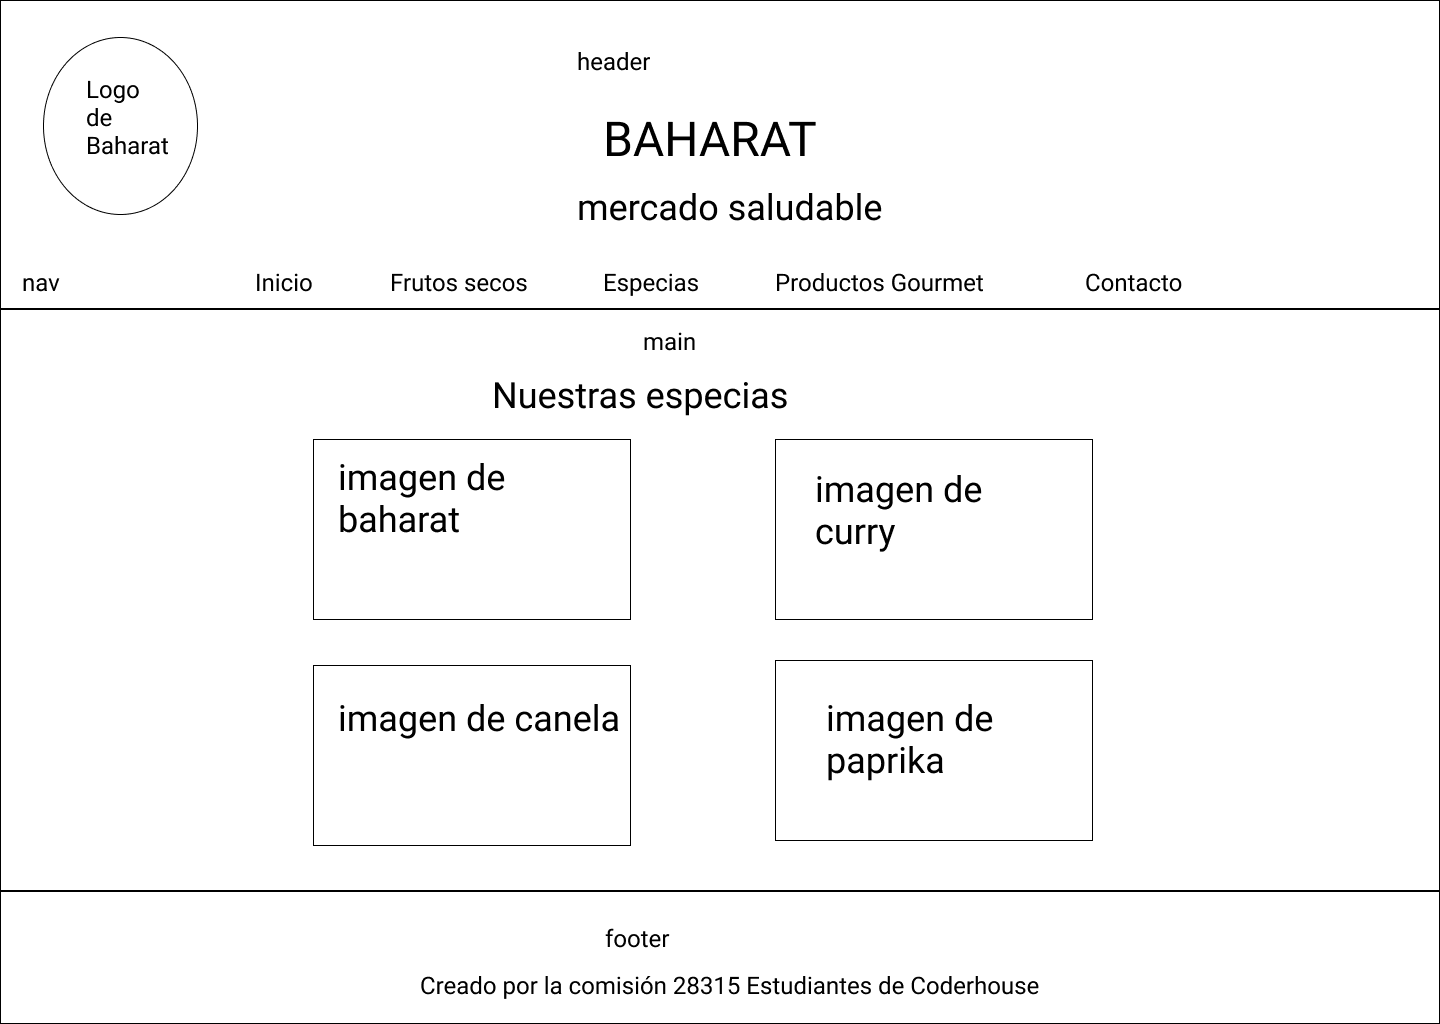 header
Logo
de
Baharat
BAHARAT
mercado saludable
nav
Inicio
Frutos secos
Especias
Productos Gourmet
Contacto
main
Nuestras especias
imagen de
baharat
imagen de
curry
imagen de canela
imagen de
paprika
footer
Creado por la comisión 28315 Estudiantes de Coderhouse